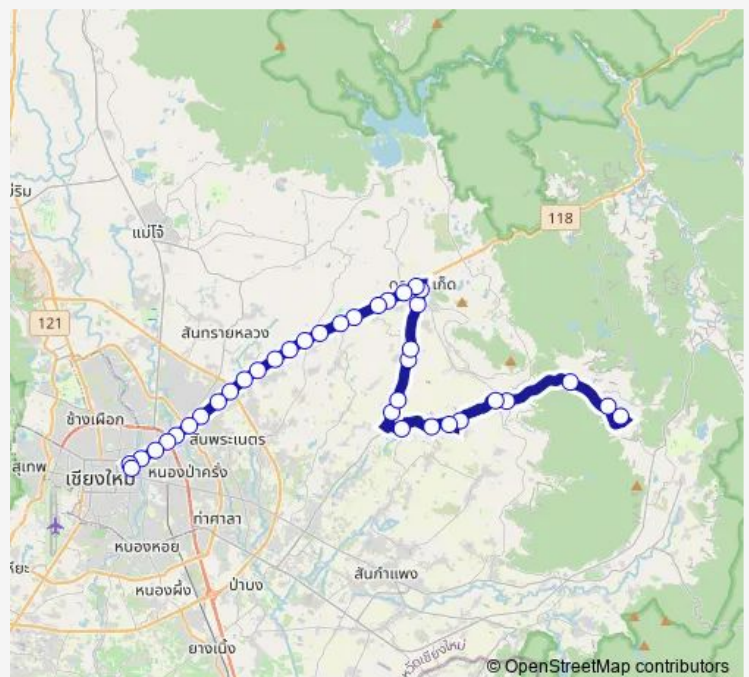 118
แม่โจ้
เก็ด
121
สันทรายหลวง
ช้างเผือก
สันพระเนตร
สุเทพ
เชียงใหม่
หนองป่าครั่ง
ท่าศาลา
หนองหอย
สันกำแพง
หนองผึ้ง
ป่าบง
ยางเนิ้ง
© OpenStreetMap contributors